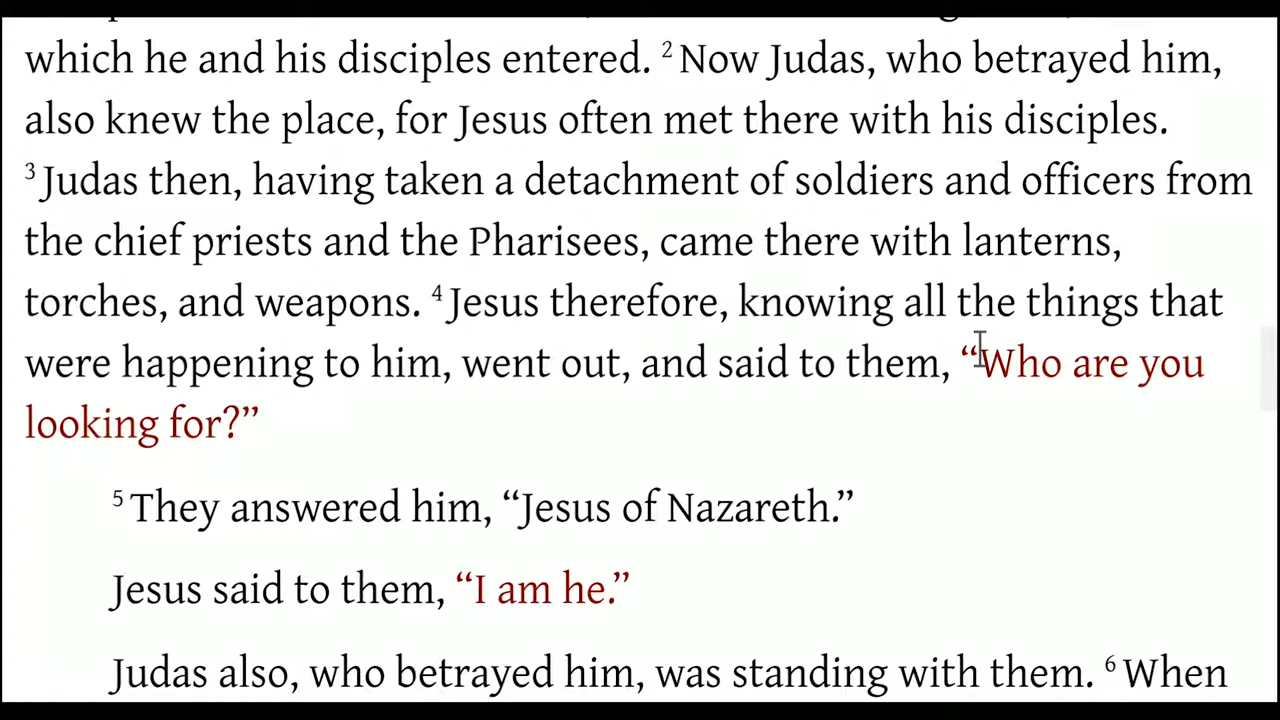 which he and his disciples entered. ² Now Judas, who betrayed him,
also knew the place, for Jesus often met there with his disciples.
³ Judas then, having taken a detachment of soldiers and officers from
the chief priests and the Pharisees, came there with lanterns,
torches, and weapons. ⁴ Jesus therefore, knowing all the things that
were happening to him, went out, and said to them, “Who are you
looking for?”
⁵ They answered him, “Jesus of Nazareth.”
Jesus said to them, “I am he.”
Judas also, who betrayed him, was standing with them. ⁶ When